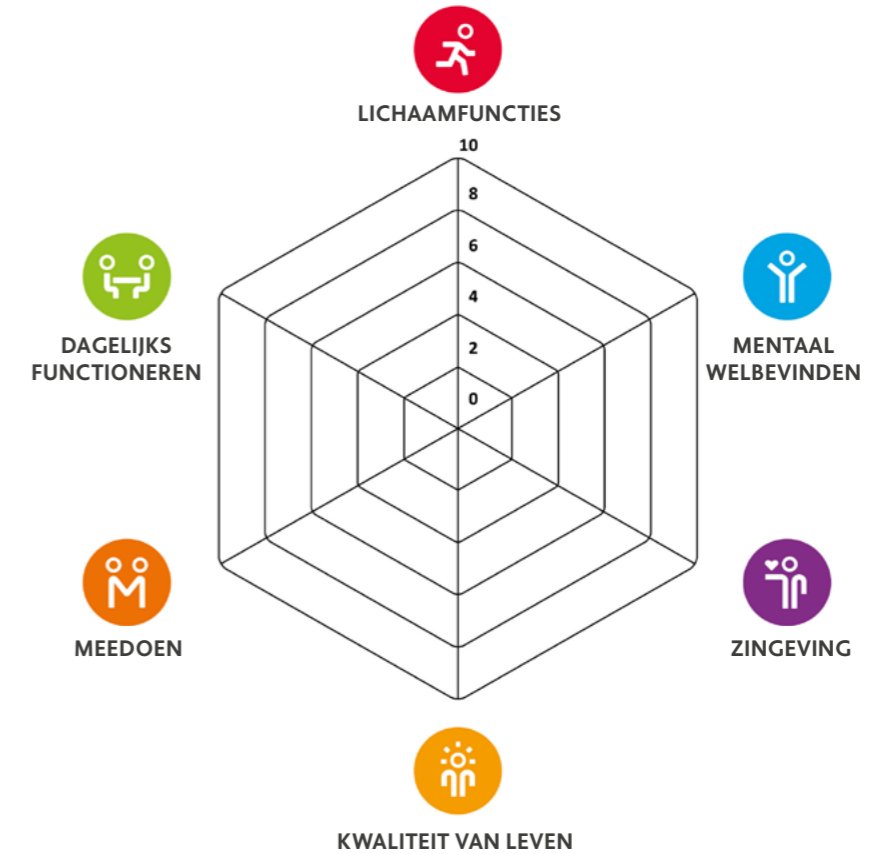 LICHAAMFUNCTIES
10
8
6
4
2
0
DAGELIJKS
FUNCTIONEREN
MENTAAL
WELBEVINDEN
MEEDOEN
ZINGEVING
KWALITEIT VAN LEVEN